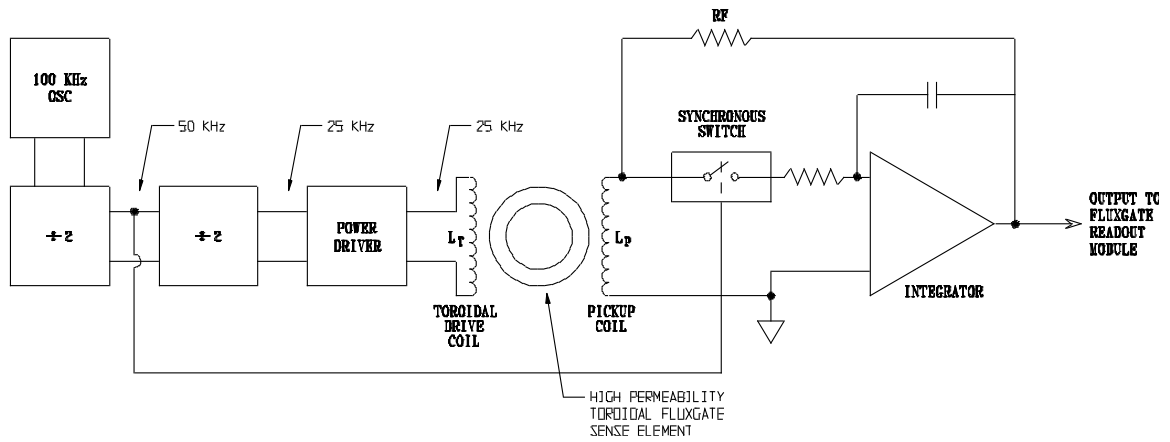 RF
100 KHz
OSC
50 KHz
25 KHz
25 KHz
SYNCHRONOUS
SWITCH
÷2
÷2
POWER
DRIVER
LT
LP
TOROIDAL
DRIVE
COIL
PICKUP
COIL
INTEGRATOR
OUTPUT TO
FLUXGATE
READOUT
MODULE
HIGH PERMEABILITY
TOROIDAL FLUXGATE
SENSE ELEMENT